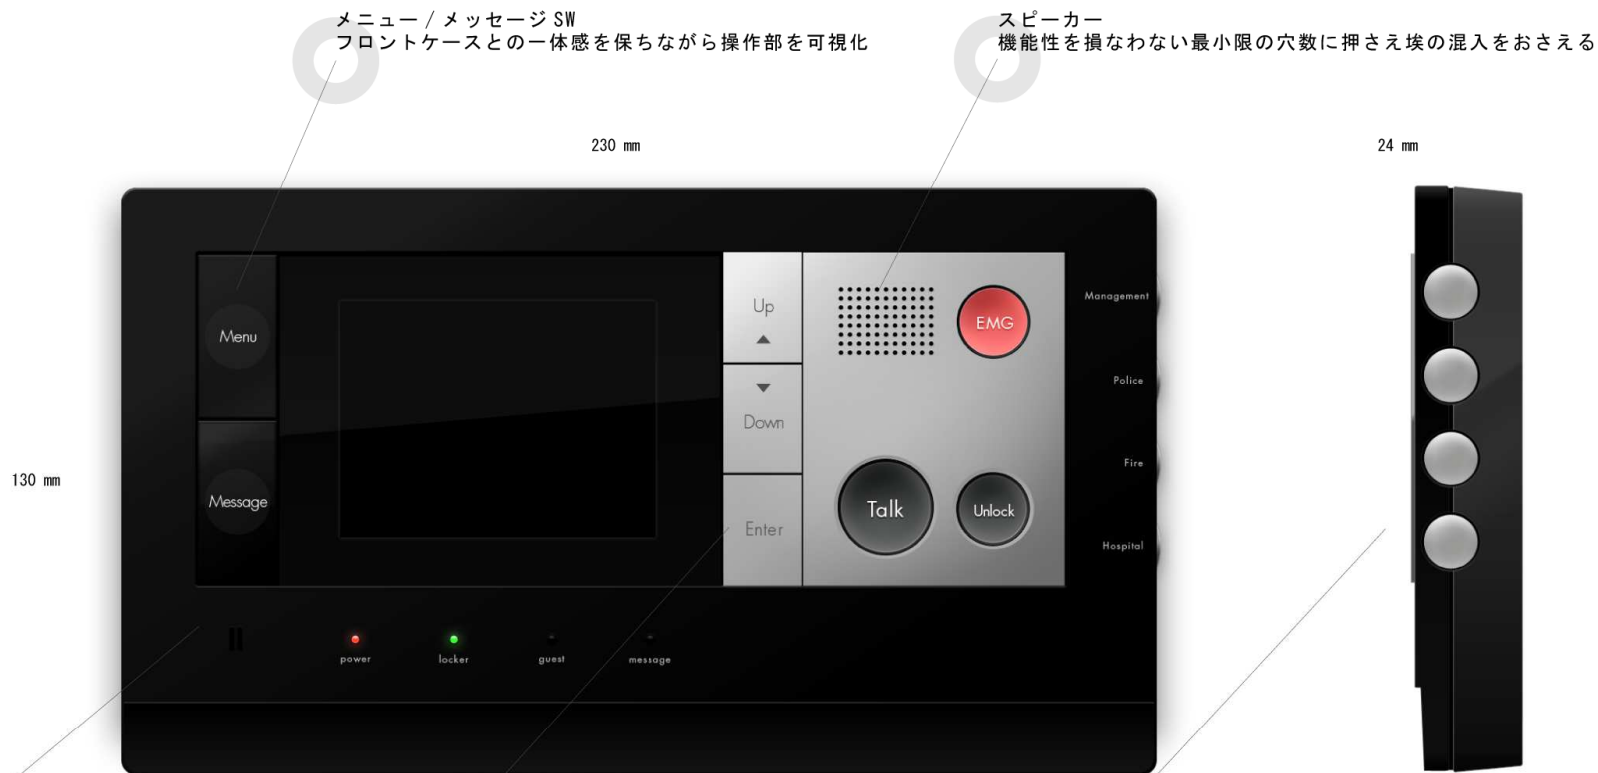 メニュー / メッセージ SW
フロントケースとの一体感を保ちながら操作部を可視化
スピーカー
機能性を損なわない最小限の穴数に押さえ埃の混入をおさえる
230 mm
24 mm
130 mm
Menu
Message
Up
Down
Enter
EMG
Talk
Unlock
Management
Police
Fire
Hospital
power
locker
guest
message